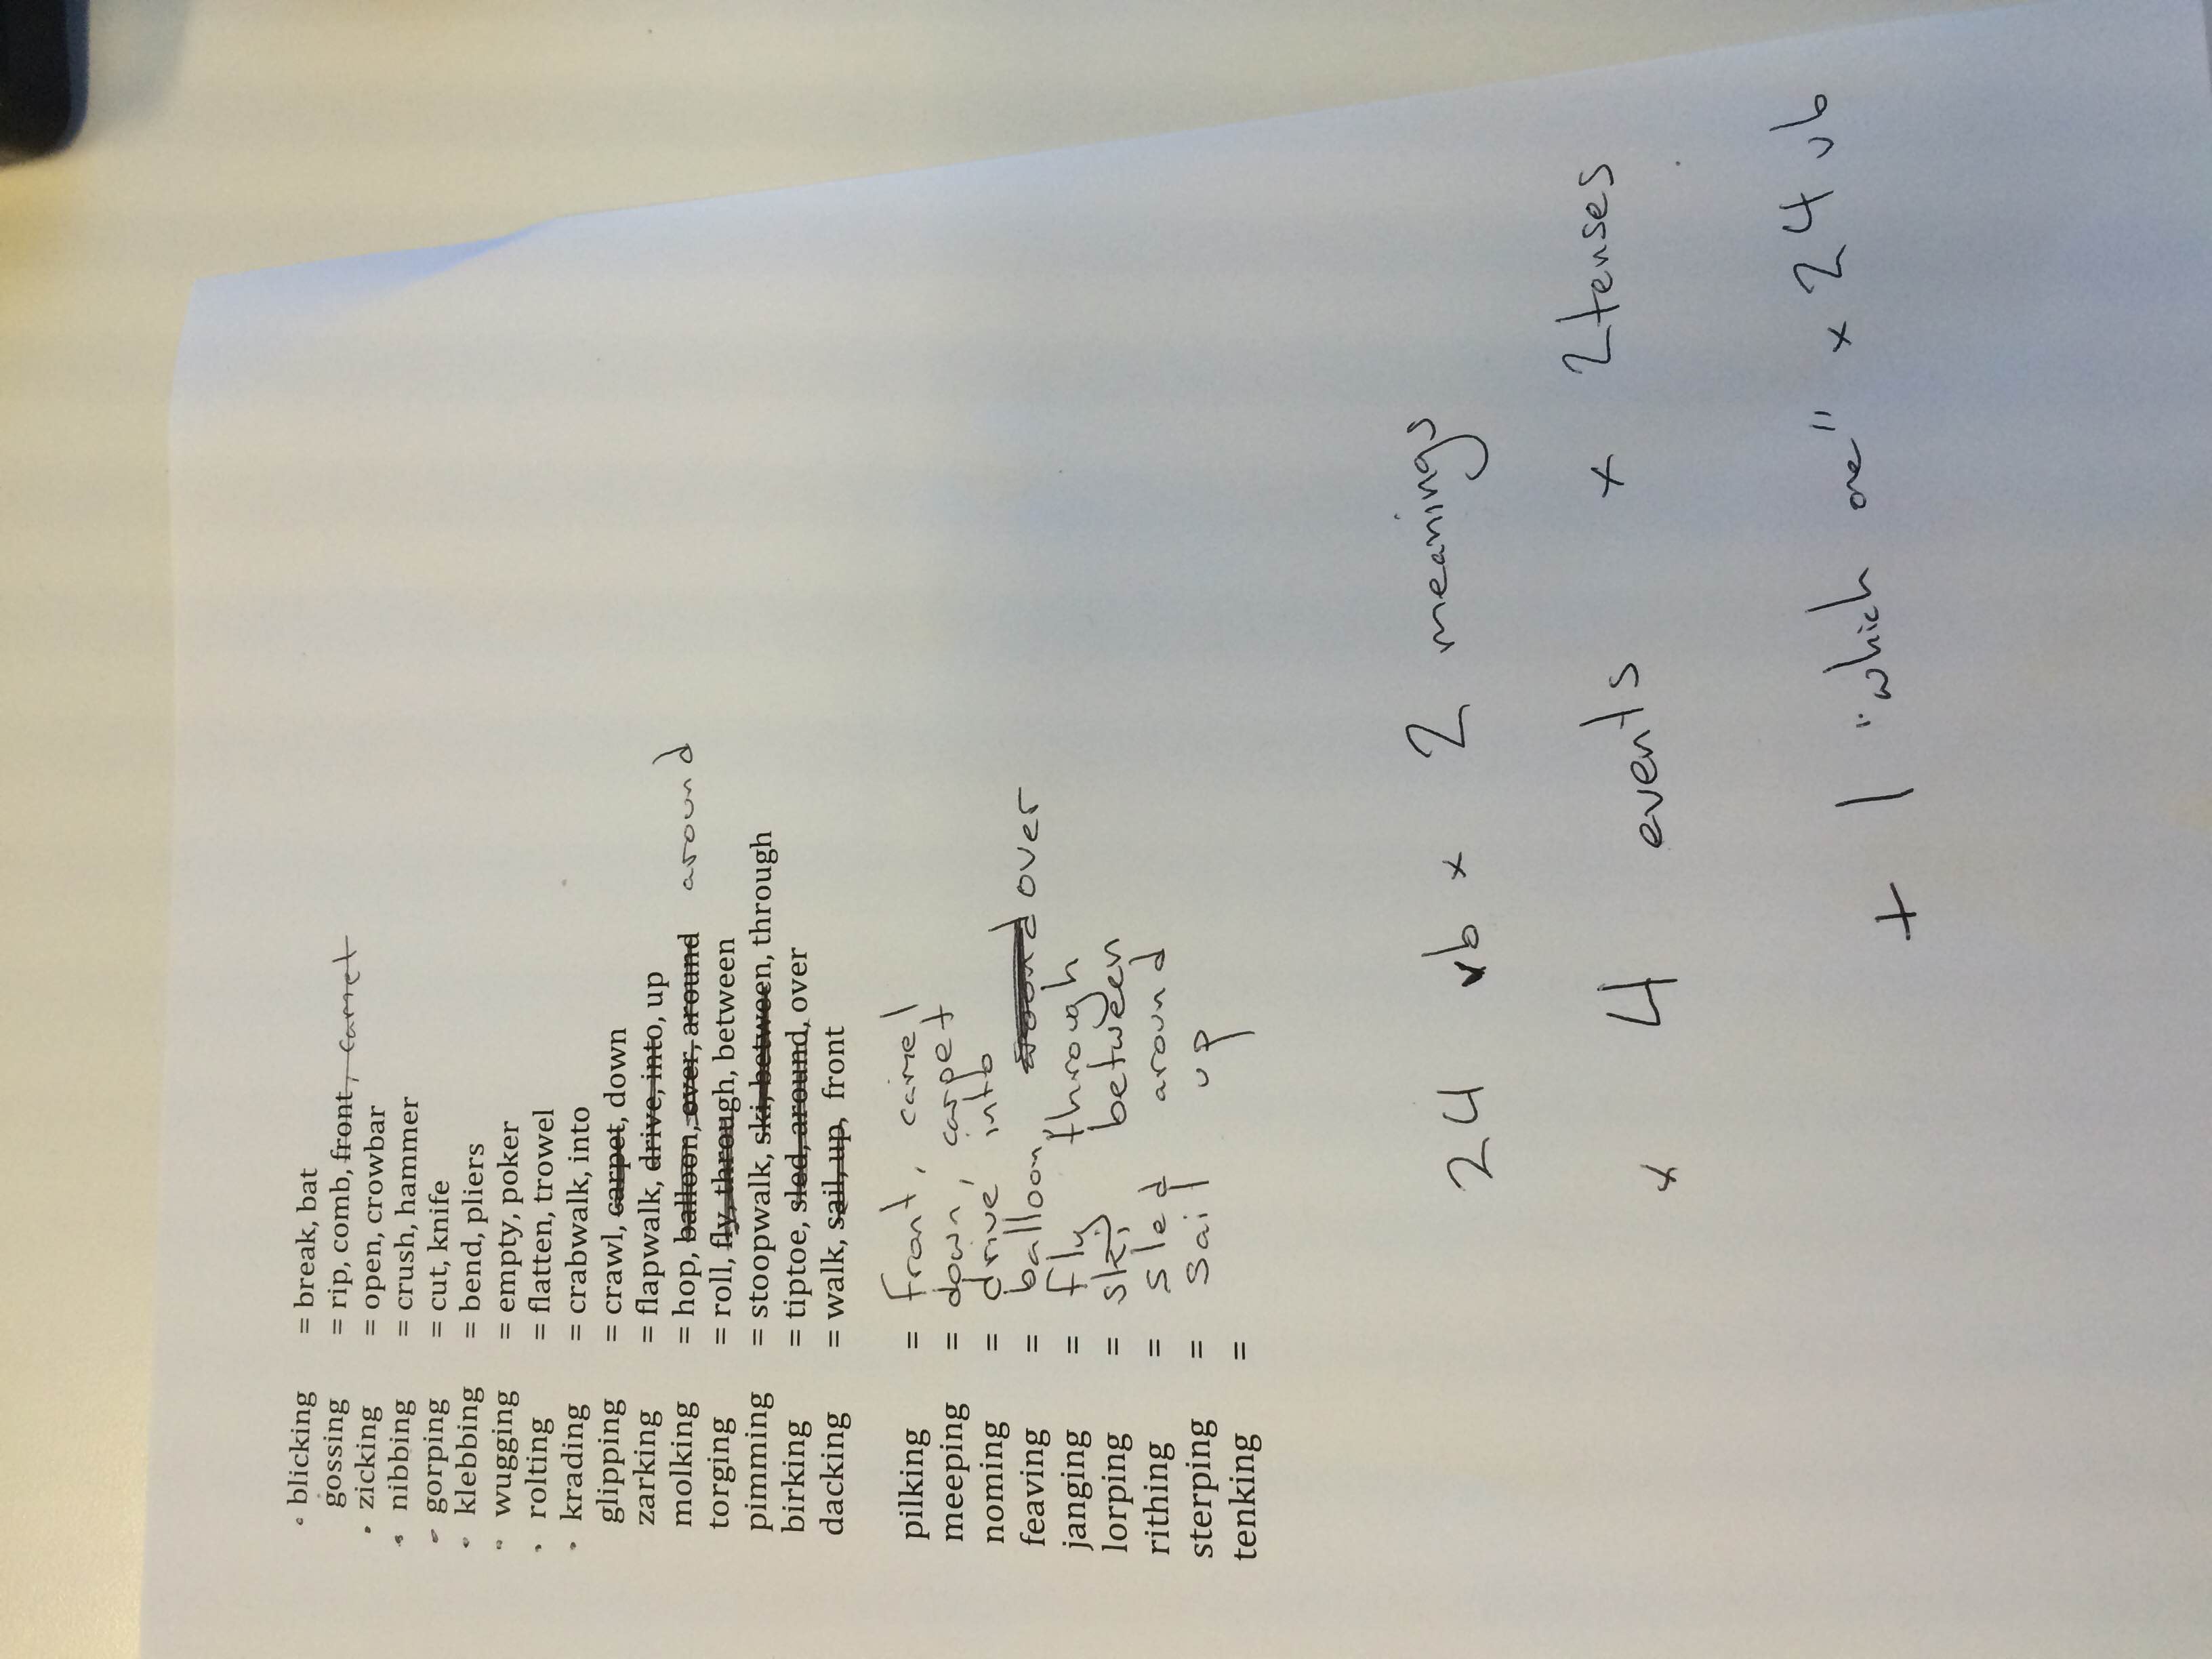 blicking = break, bat
gossing = rip, comb, front, camel
zicking = open, crowbar
nibbing = crush, hammer
gorping = cut, knife
klebbing = bend, pliers
wugging = empty, poker
rolting = flatten, trowel
krading = crabwalk, into
glipping = crawl, carpet, down
zarking = flapwalk, drive, into, up
molking = hop, balloon, over, around around
torging = roll, fly, through, between
pimming = stoopwalk, ski, between, through
birking = tiptoe, sled, around, over
dacking = walk, sail, up, front
pilking = front, camel
meeping = down, carpet
noming = drive into
feaving = balloon, over
janging = fly through
lorping = ski between
rithing = sled around
sterping = sail up
tenking =
24 vb x 2 meanings
x 4 events x 2 tenses
+ 1 "which one" x 24 vb